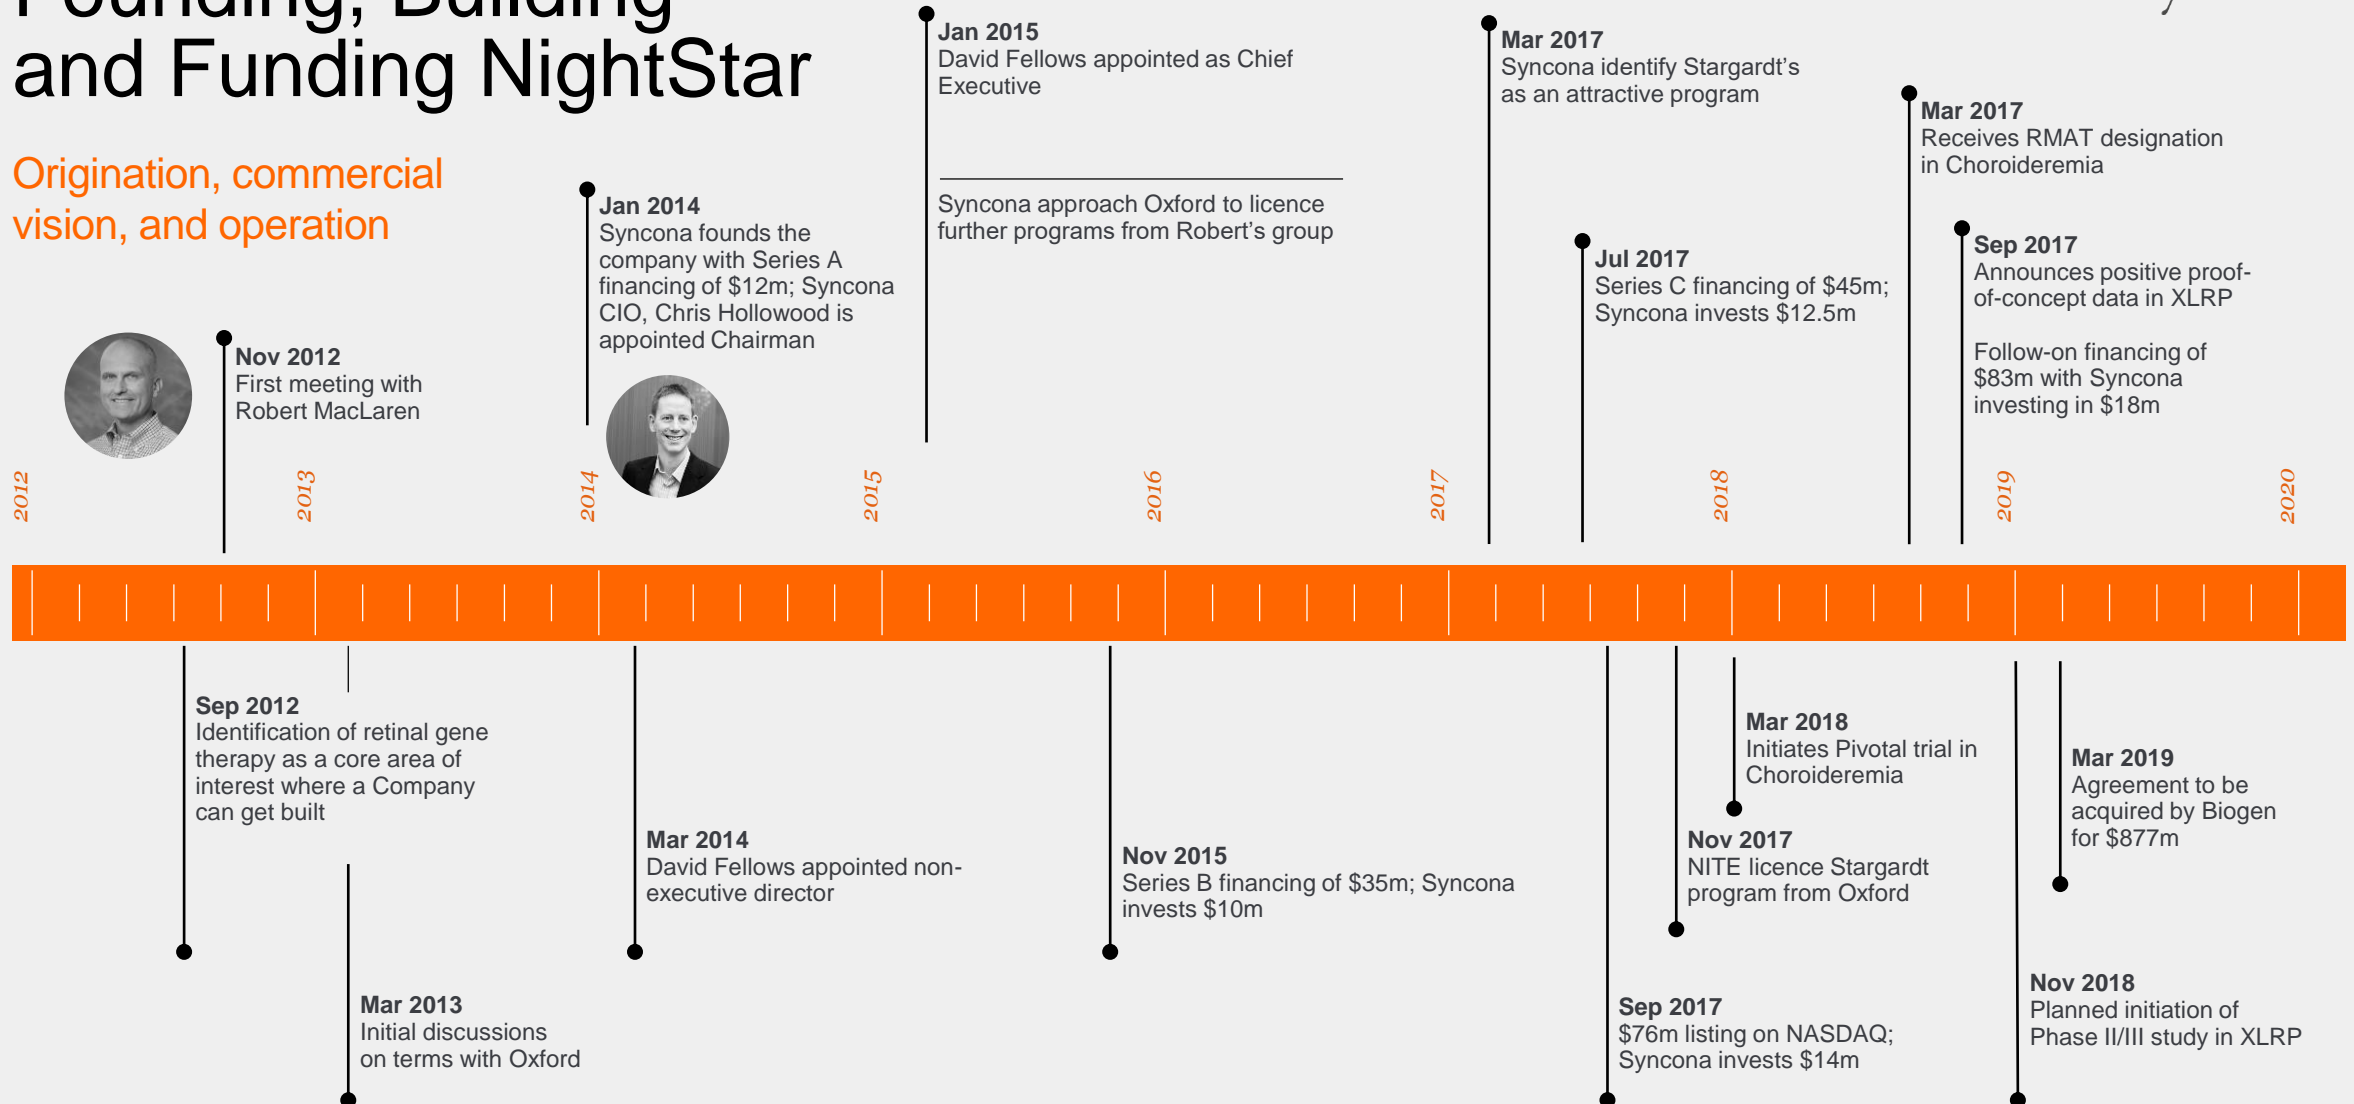 Founding, Building
and Funding NightStar
Origination, commercial
vision, and operation
Nov 2012
First meeting with
Robert MacLaren
Jan 2014
Syncona founds the
company with Series A
financing of $12m; Syncona
CIO, Chris Hollowood is
appointed Chairman
Jan 2015
David Fellows appointed as Chief
Executive
Syncona approach Oxford to licence
further programs from Robert’s group
Mar 2017
Syncona identify Stargardt’s
as an attractive program
Jul 2017
Series C financing of $45m;
Syncona invests $12.5m
Mar 2017
Receives RMAT designation
in Choroideremia
Sep 2017
Announces positive proof-
of-concept data in XLRP
Follow-on financing of
$83m with Syncona
investing in $18m
2012
2013
2014
2015
2016
2017
2018
2019
2020
Sep 2012
Identification of retinal gene
therapy as a core area of
interest where a Company
can get built
Mar 2013
Initial discussions
on terms with Oxford
Mar 2014
David Fellows appointed non-
executive director
Nov 2015
Series B financing of $35m; Syncona
invests $10m
Sep 2017
$76m listing on NASDAQ;
Syncona invests $14m
Nov 2017
NITE licence Stargardt
program from Oxford
Mar 2018
Initiates Pivotal trial in
Choroideremia
Nov 2018
Planned initiation of
Phase II/III study in XLRP
Mar 2019
Agreement to be
acquired by Biogen
for $877m